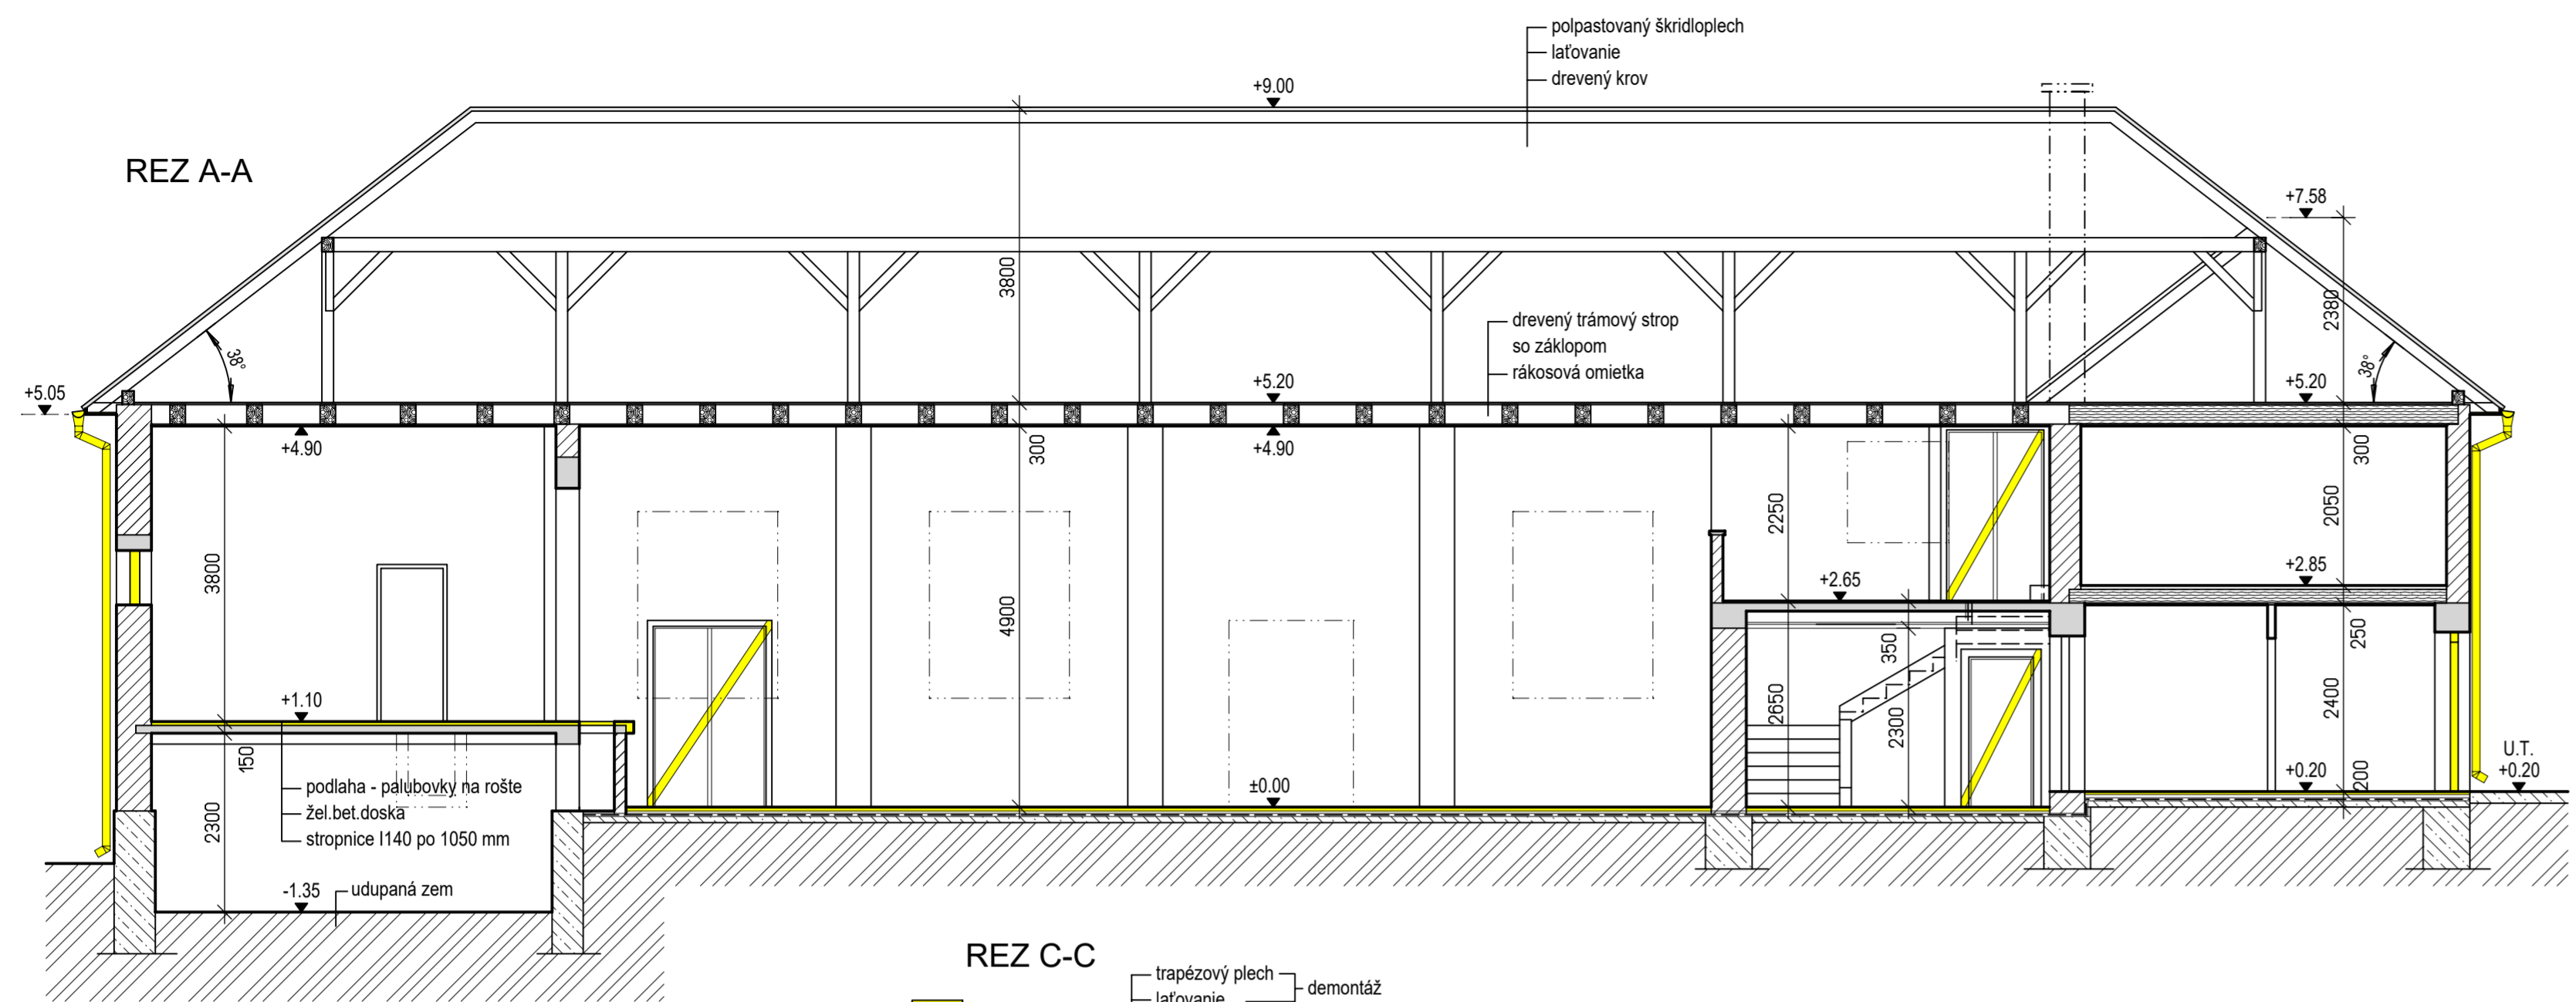 polpastovaný škridloplech
laťovanie
drevený krov
+9.00
REZ A-A
+7.58
3800
2380
drevený trámový strop
so záklopom
rákosová omietka
38°
38°
+5.05
+5.20
+5.20
+4.90
300
+4.90
300
2250
2050
3800
4900
+2.65
+2.85
350
250
+1.10
2650
2300
2400
150
U.T.
+0.20
podlaha - palubovky na rošte
±0.00
+0.20
200
žel.bet.doska
2300
stropnice I140 po 1050 mm
-1.35
udupaná zem
REZ C-C
trapézový plech
demontáž
laťovanie